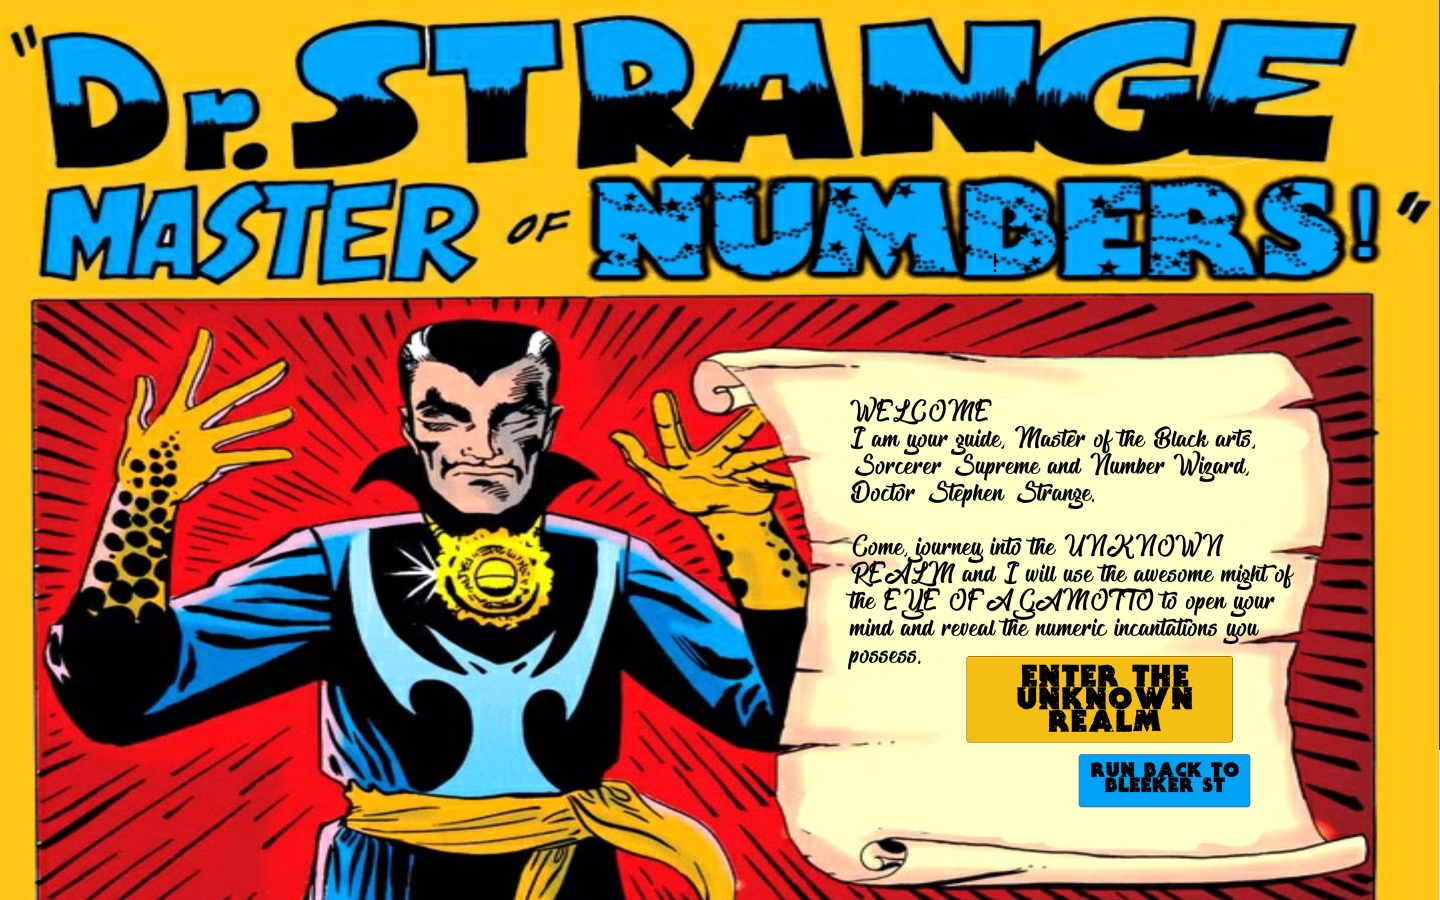 "Dr. STRANGE
MASTER OF NUMBERS!"
WELCOME
I am your guide, Master of the Black arts,
Sorcerer Supreme and Number Wizard,
Doctor Stephen Strange.
Come, journey into the UNKNOWN
REALM and I will use the awesome might of
the EYE OF AGAMOTTO to open your
mind and reveal the numeric incantations you
possess.
ENTER THE
UNKNOWN
REALM
RUN BACK TO
BLEEKER ST